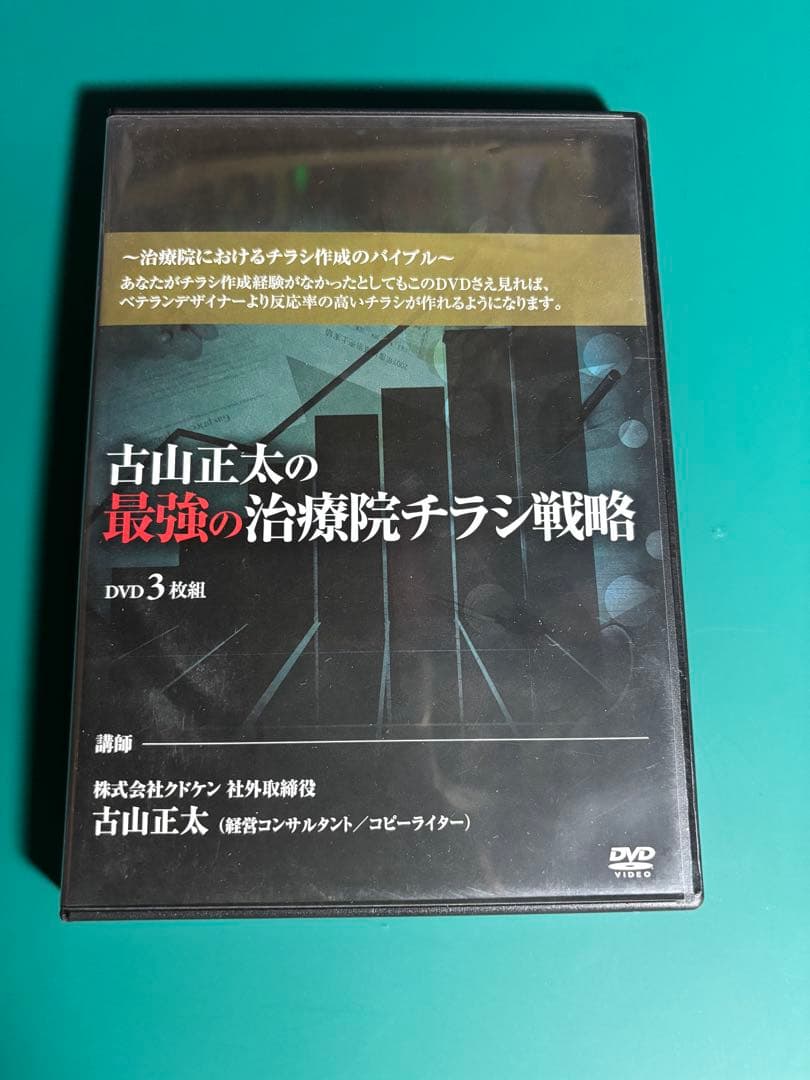 ～治療院におけるチラシ作成のバイブル～
あなたがチラシ作成経験がなかったとしてもこのDVDさえ見れば、
ベテランデザイナーより反応率の高いチラシが作れるようになります。
古山正太の
最強の治療院チラシ戦略
DVD 3枚組
講師
株式会社クドケン 社外取締役
古山正太（経営コンサルタント／コピーライター）
DVD
VIDEO